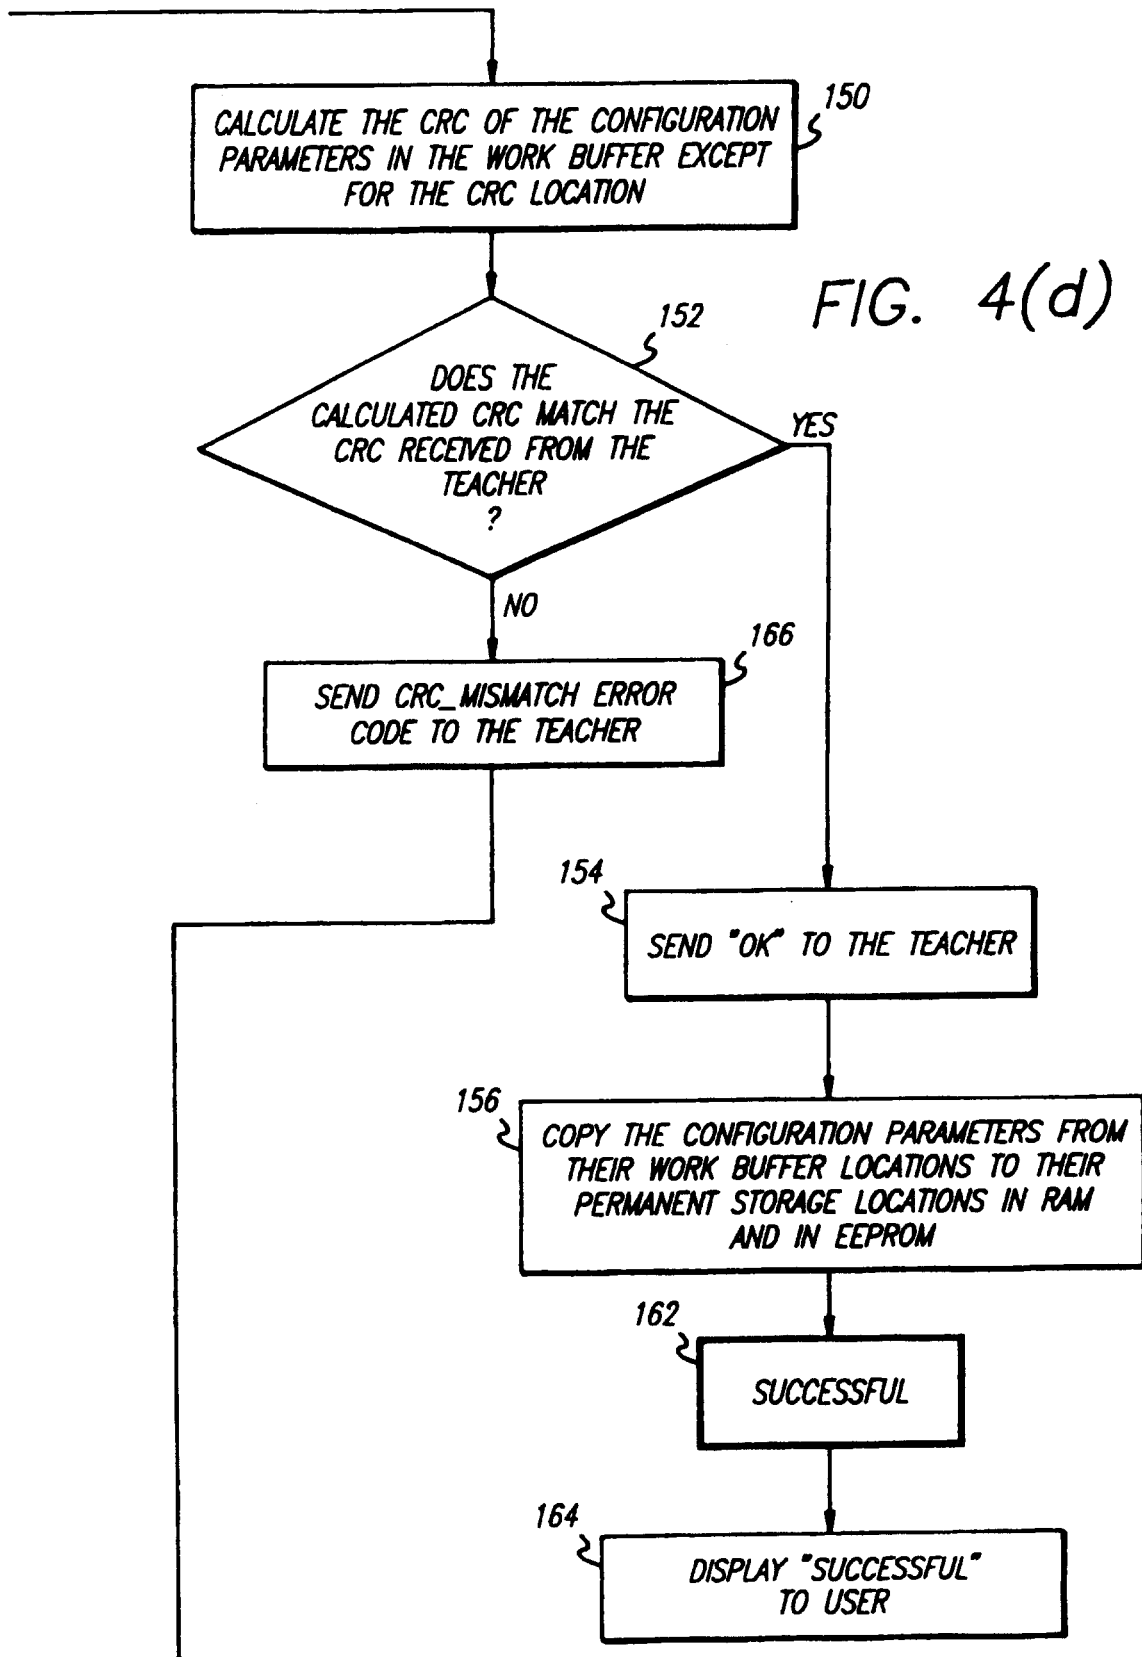 150
CALCULATE THE CRC OF THE CONFIGURATION
PARAMETERS IN THE WORK BUFFER EXCEPT
FOR THE CRC LOCATION
FIG. 4(d)
152
DOES THE
CALCULATED CRC MATCH THE
CRC RECEIVED FROM THE
TEACHER
?
YES
NO
166
SEND CRC_MISMATCH ERROR
CODE TO THE TEACHER
154
SEND "OK" TO THE TEACHER
156
COPY THE CONFIGURATION PARAMETERS FROM
THEIR WORK BUFFER LOCATIONS TO THEIR
PERMANENT STORAGE LOCATIONS IN RAM
AND IN EEPROM
162
SUCCESSFUL
164
DISPLAY "SUCCESSFUL"
TO USER